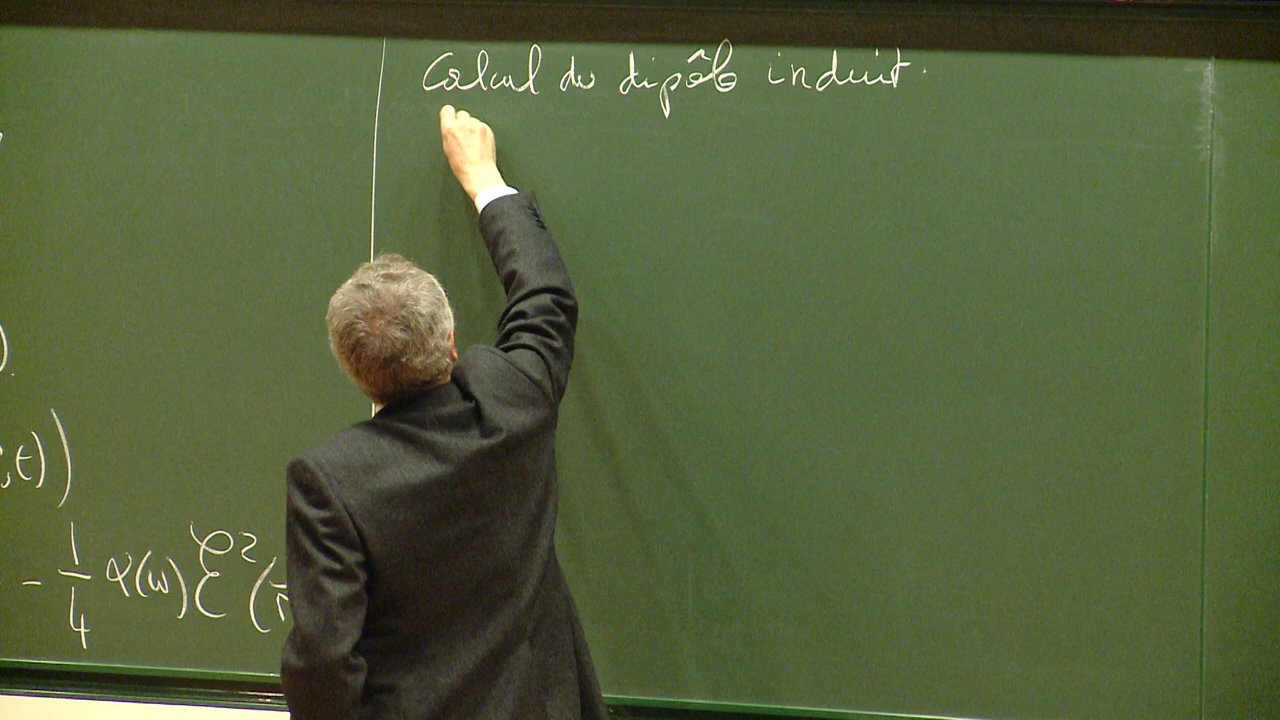 Calcul du dipôle induit.
).
,t))
- 1/4 α(ω) ℰ²(r